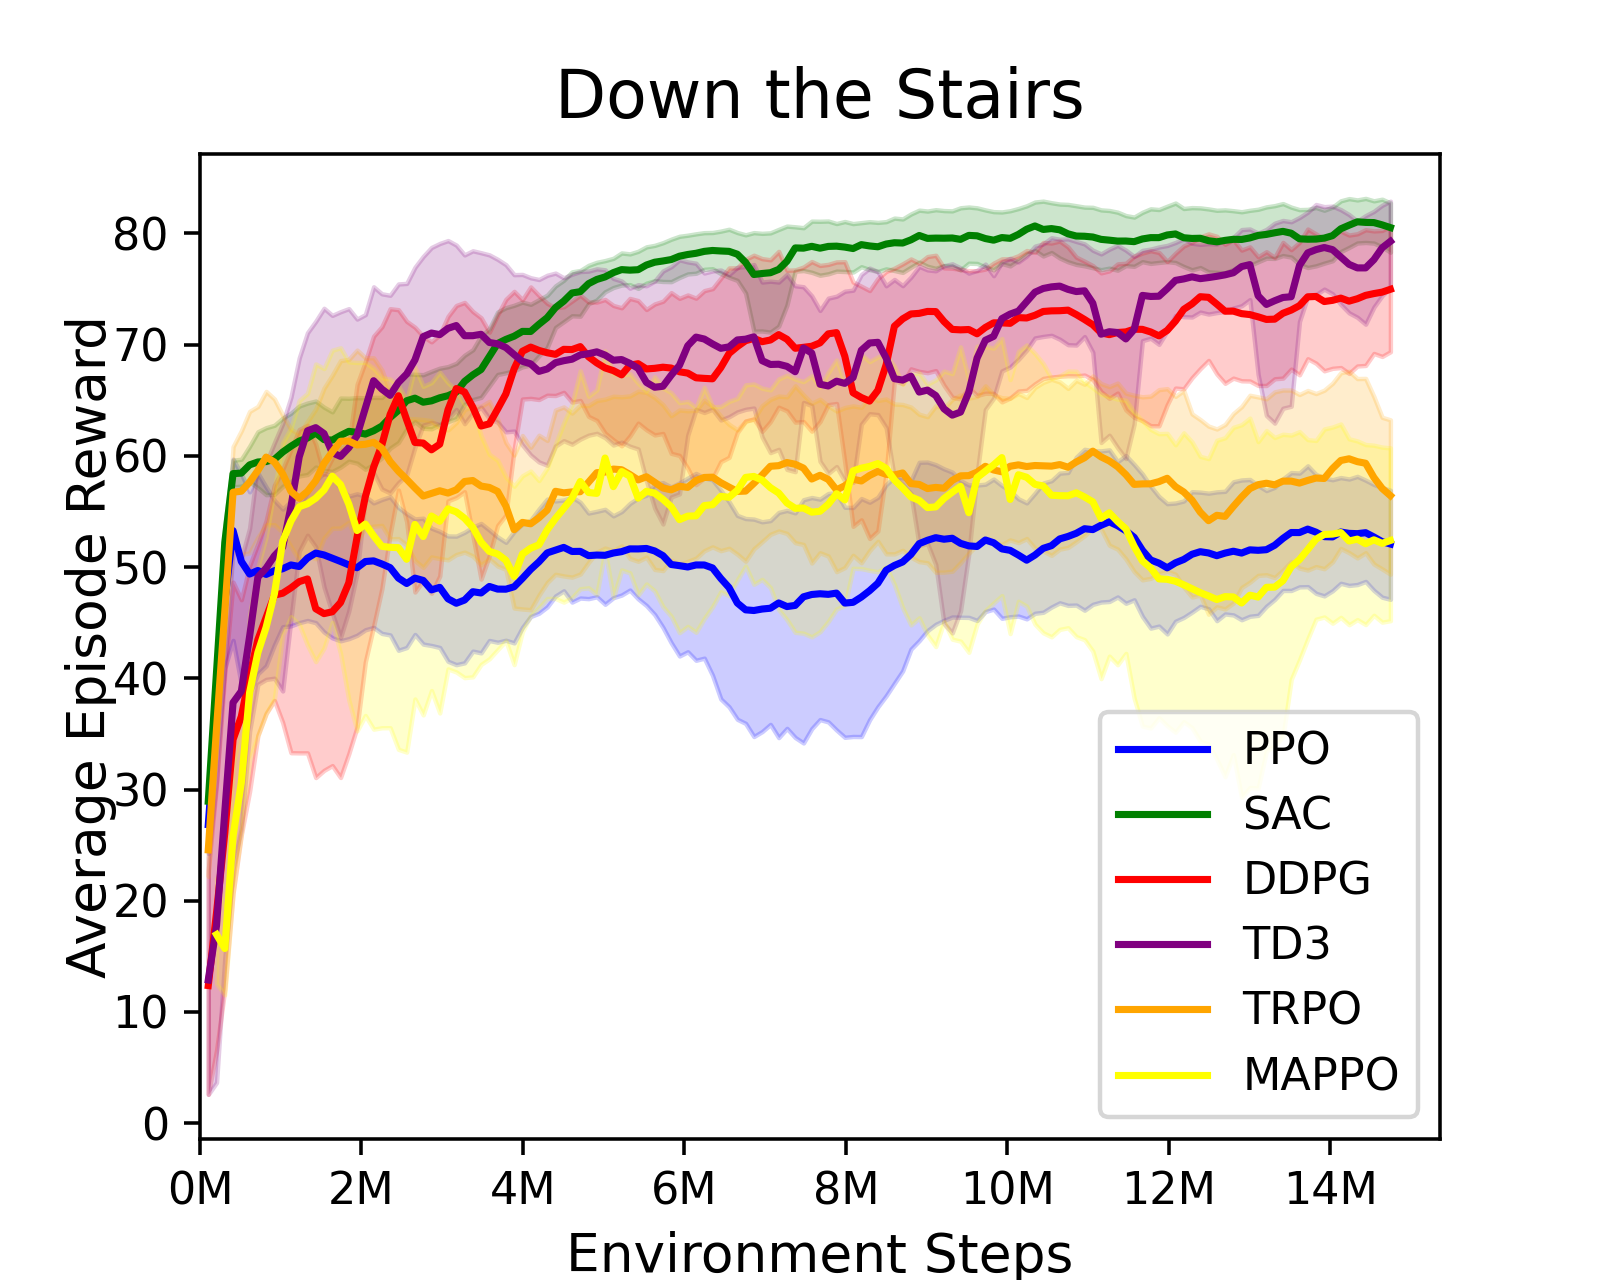 Down the Stairs
Average Episode Reward
80
70
60
50
40
30
20
10
0
0M 2M 4M 6M 8M 10M 12M 14M
Environment Steps
PPO
SAC
DDPG
TD3
TRPO
MAPPO